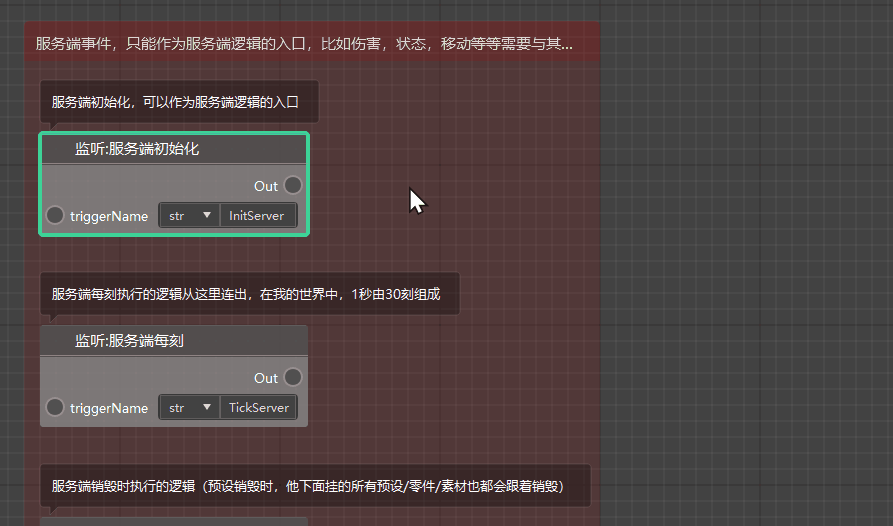 服务端事件，只能作为服务端逻辑的入口，比如伤害，状态，移动等等需要与其...
服务端初始化，可以作为服务端逻辑的入口
监听:服务端初始化
Out
triggerName str InitServer
服务端每刻执行的逻辑从这里连出，在我的世界中，1秒由30刻组成
监听:服务端每刻
Out
triggerName str TickServer
服务端销毁时执行的逻辑（预设销毁时，他下面挂的所有预设/零件/素材也都会跟着销毁）